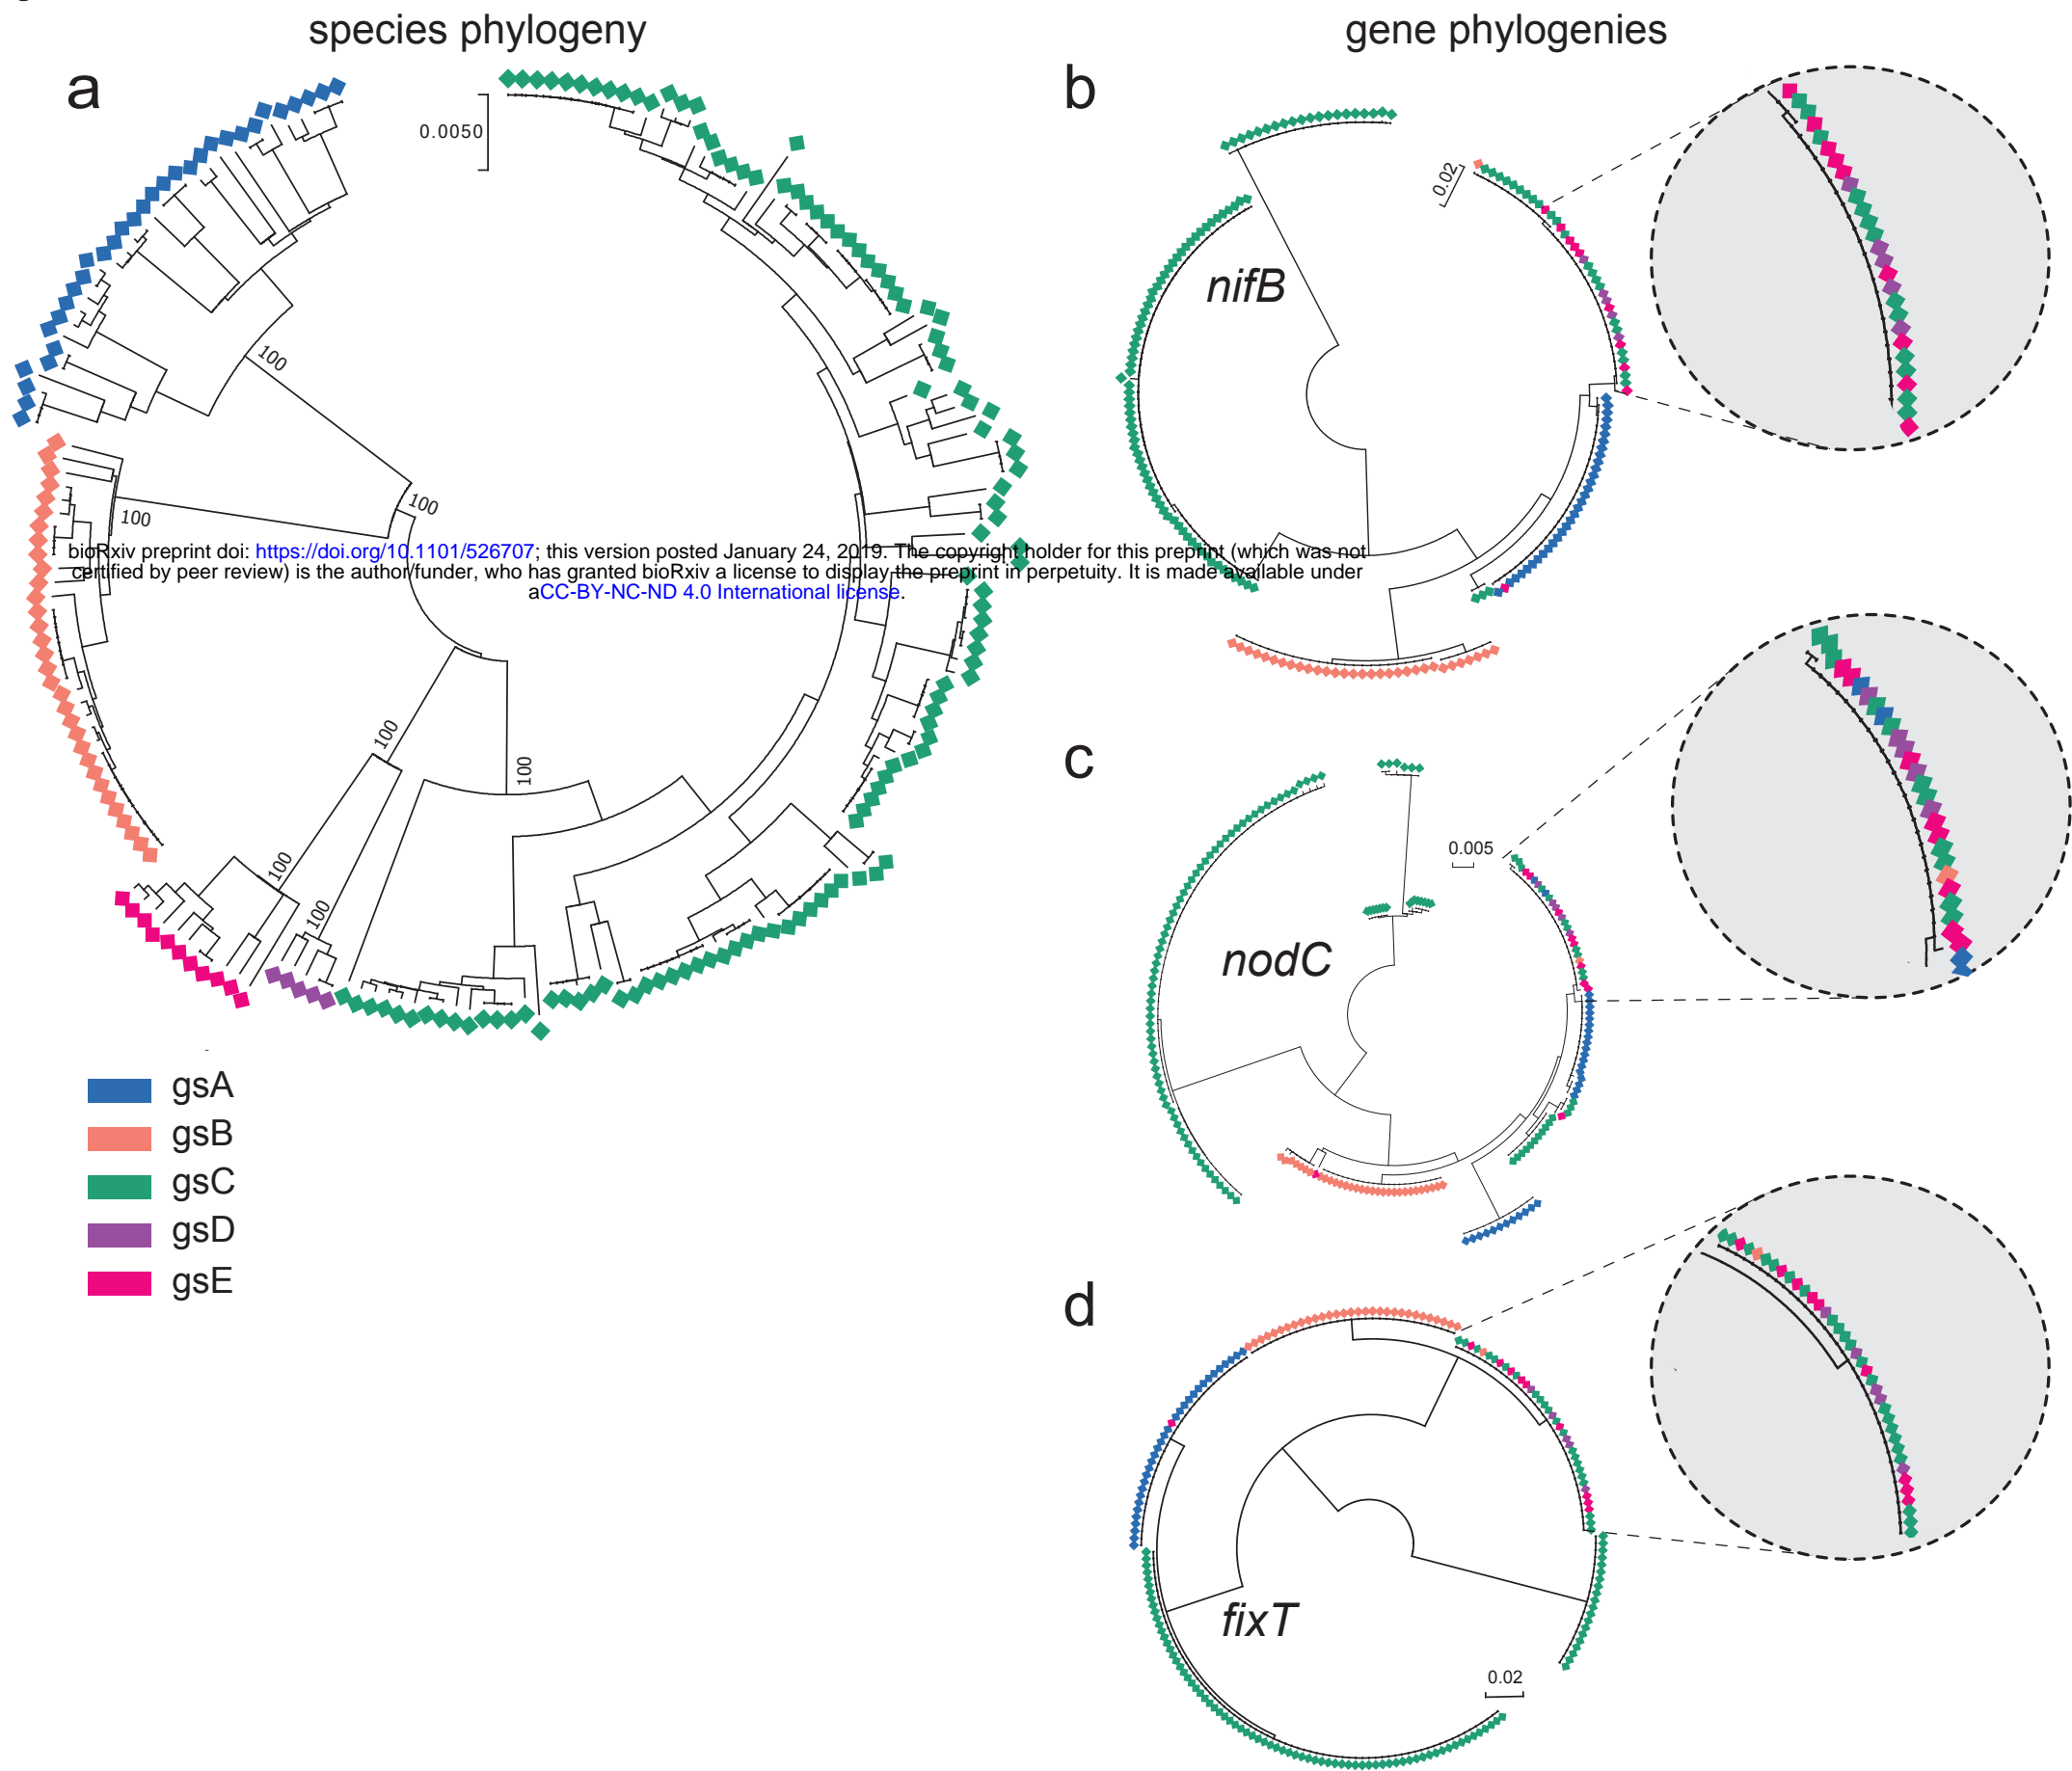 species phylogeny
gene phylogenies
a
0.0050
100
100
100
100
100
100
100
bioRxiv preprint doi: https://doi.org/10.1101/526707; this version posted January 24, 2019. The copyright holder for this preprint (which was not
certified by peer review) is the author/funder, who has granted bioRxiv a license to display the preprint in perpetuity. It is made available under
aCC-BY-NC-ND 4.0 International license.
gsA
gsB
gsC
gsD
gsE
b
0.02
nifB
c
0.005
nodC
d
fixT
0.02